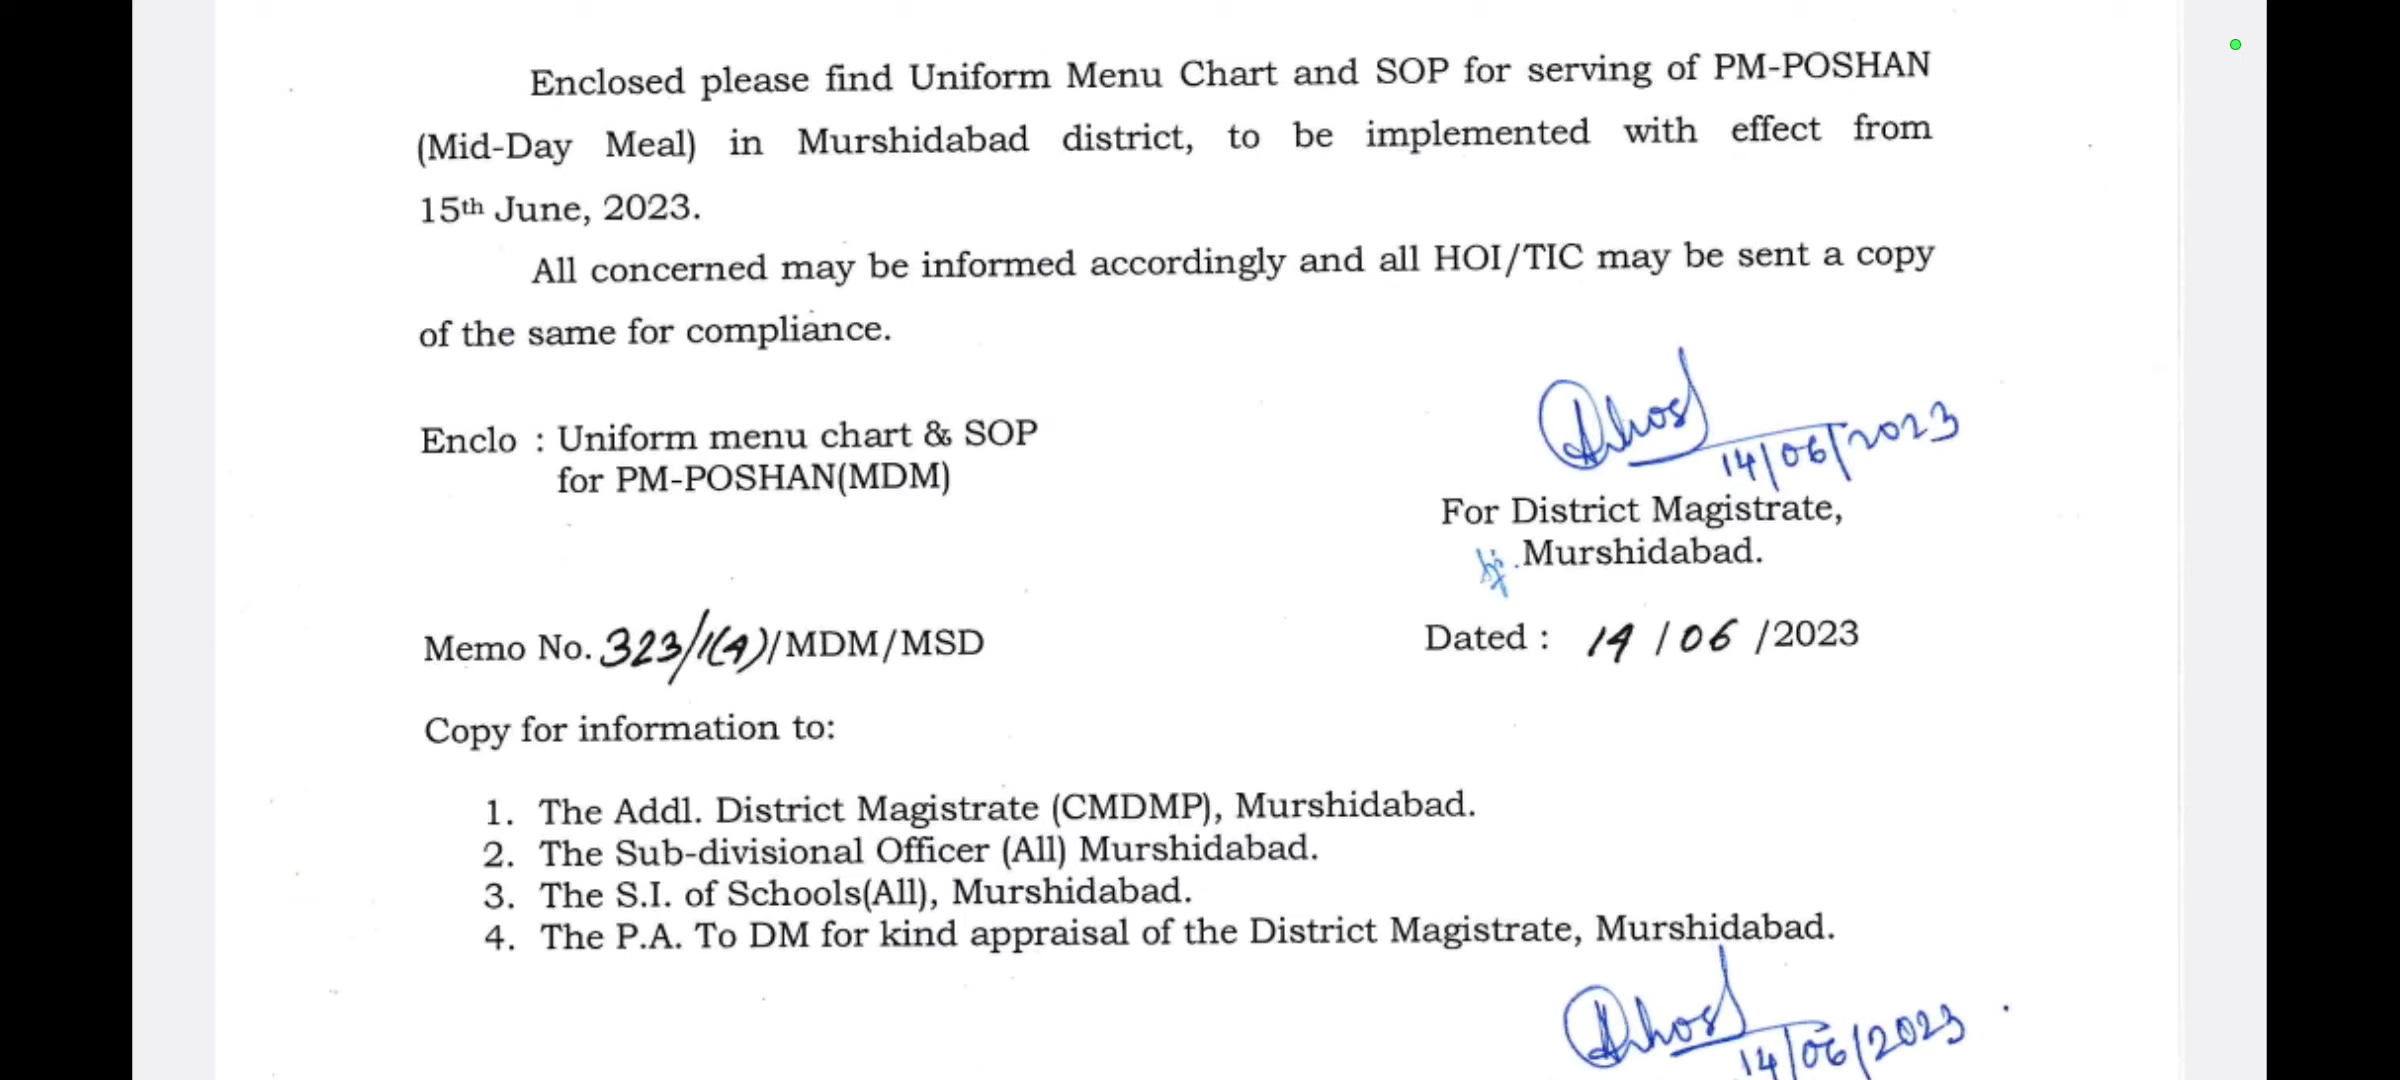 Enclosed please find Uniform Menu Chart and SOP for serving of PM-POSHAN
(Mid-Day Meal) in Murshidabad district, to be implemented with effect from
15th June, 2023.
All concerned may be informed accordingly and all HOI/TIC may be sent a copy
of the same for compliance.
Enclo : Uniform menu chart & SOP
for PM-POSHAN(MDM)
14/06/2023
For District Magistrate,
Murshidabad.
Memo No. 323/1(4)/MDM/MSD
Dated : 14/06/2023
Copy for information to:
1. The Addl. District Magistrate (CMDMP), Murshidabad.
2. The Sub-divisional Officer (All) Murshidabad.
3. The S.I. of Schools(All), Murshidabad.
4. The P.A. To DM for kind appraisal of the District Magistrate, Murshidabad.
14/06/2023